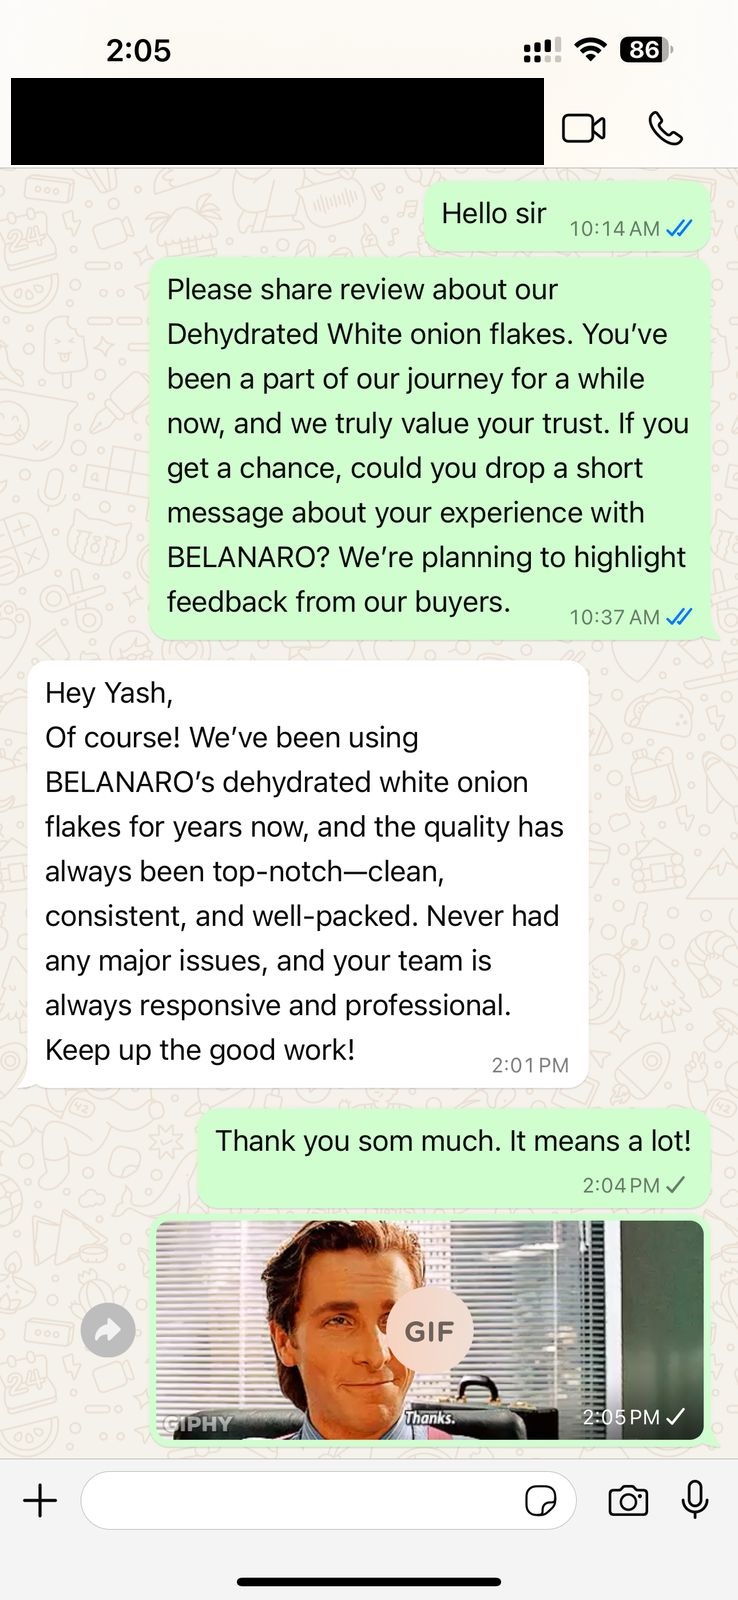 2:05
86
Hello sir
10:14 AM
Please share review about our
Dehydrated White onion flakes. You’ve
been a part of our journey for a while
now, and we truly value your trust. If you
get a chance, could you drop a short
message about your experience with
BELANARO? We’re planning to highlight
feedback from our buyers.
10:37 AM
Hey Yash,
Of course! We’ve been using
BELANARO’s dehydrated white onion
flakes for years now, and the quality has
always been top-notch—clean,
consistent, and well-packed. Never had
any major issues, and your team is
always responsive and professional.
Keep up the good work!
2:01 PM
Thank you som much. It means a lot!
2:04 PM
GIF
Thanks.
GIPHY
2:05 PM